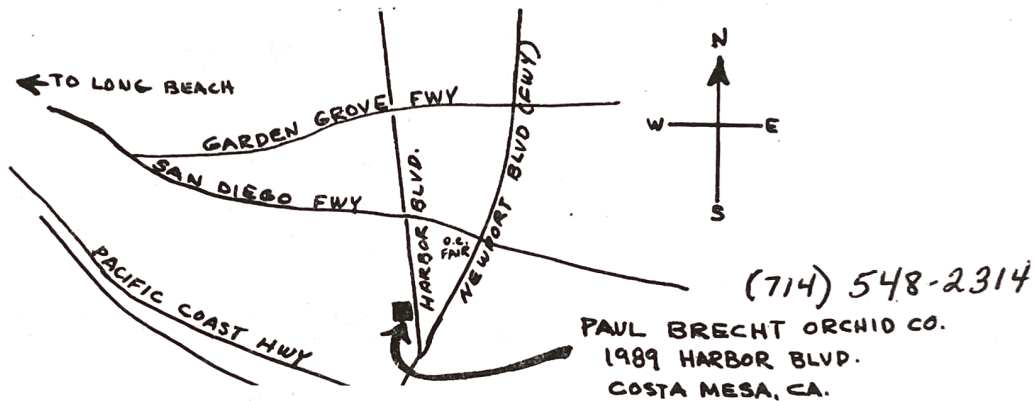 N
TO LONG BEACH
GARDEN GROVE FWY
W E
SAN DIEGO FWY
S
HARBOR BLVD.
NEWPORT BLVD (FWY)
O.C.
FAIR
PACIFIC COAST HWY
(714) 548-2314
PAUL BRECHT ORCHID CO.
1989 HARBOR BLVD.
COSTA MESA, CA.